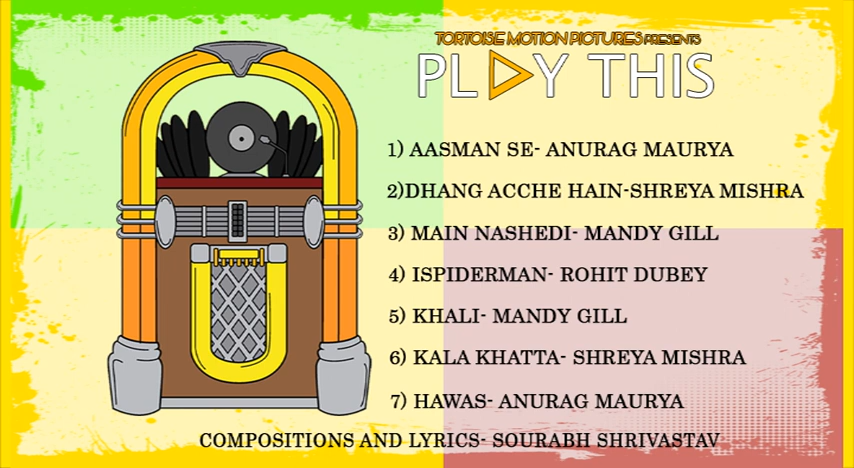 TORTOISE MOTION PICTURES PRESENTS
PLAY THIS
1) AASMAN SE- ANURAG MAURYA
2)DHANG ACCHE HAIN-SHREYA MISHRA
3) MAIN NASHEDI- MANDY GILL
4) ISPIDERMAN- ROHIT DUBEY
5) KHALI- MANDY GILL
6) KALA KHATTA- SHREYA MISHRA
7) HAWAS- ANURAG MAURYA
COMPOSITIONS AND LYRICS- SOURABH SHRIVASTAV